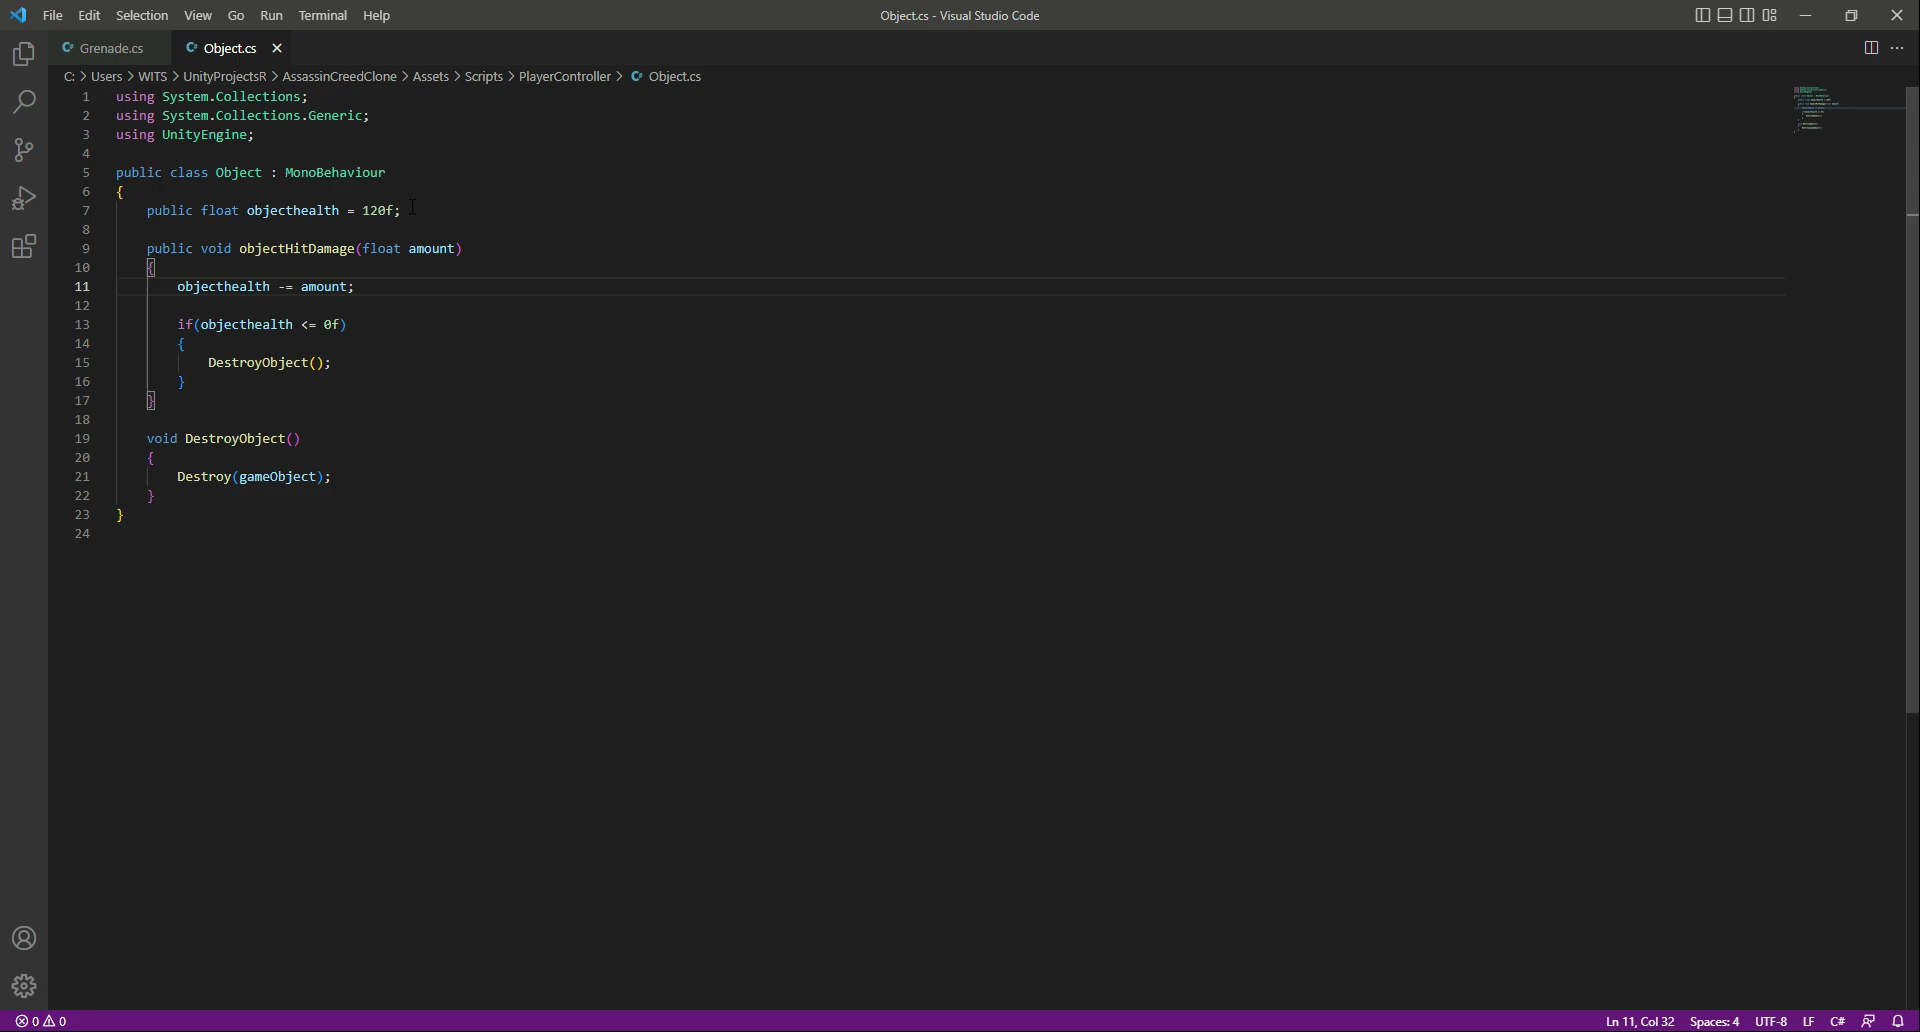 File Edit Selection View Go Run Terminal Help Object.cs - Visual Studio Code
Grenade.cs Object.cs
C: > Users > WITS > UnityProjectsR > AssassinCreedClone > Assets > Scripts > PlayerController > Object.cs
1 using System.Collections;
2 using System.Collections.Generic;
3 using UnityEngine;
4
5 public class Object : MonoBehaviour
6 {
7 public float objecthealth = 120f;
8
9 public void objectHitDamage(float amount)
10 {
11 objecthealth -= amount;
12
13 if(objecthealth <= 0f)
14 {
15 DestroyObject();
16 }
17 }
18
19 void DestroyObject()
20 {
21 Destroy(gameObject);
22 }
23 }
24
0 0 Ln 11, Col 32 Spaces: 4 UTF-8 LF C#